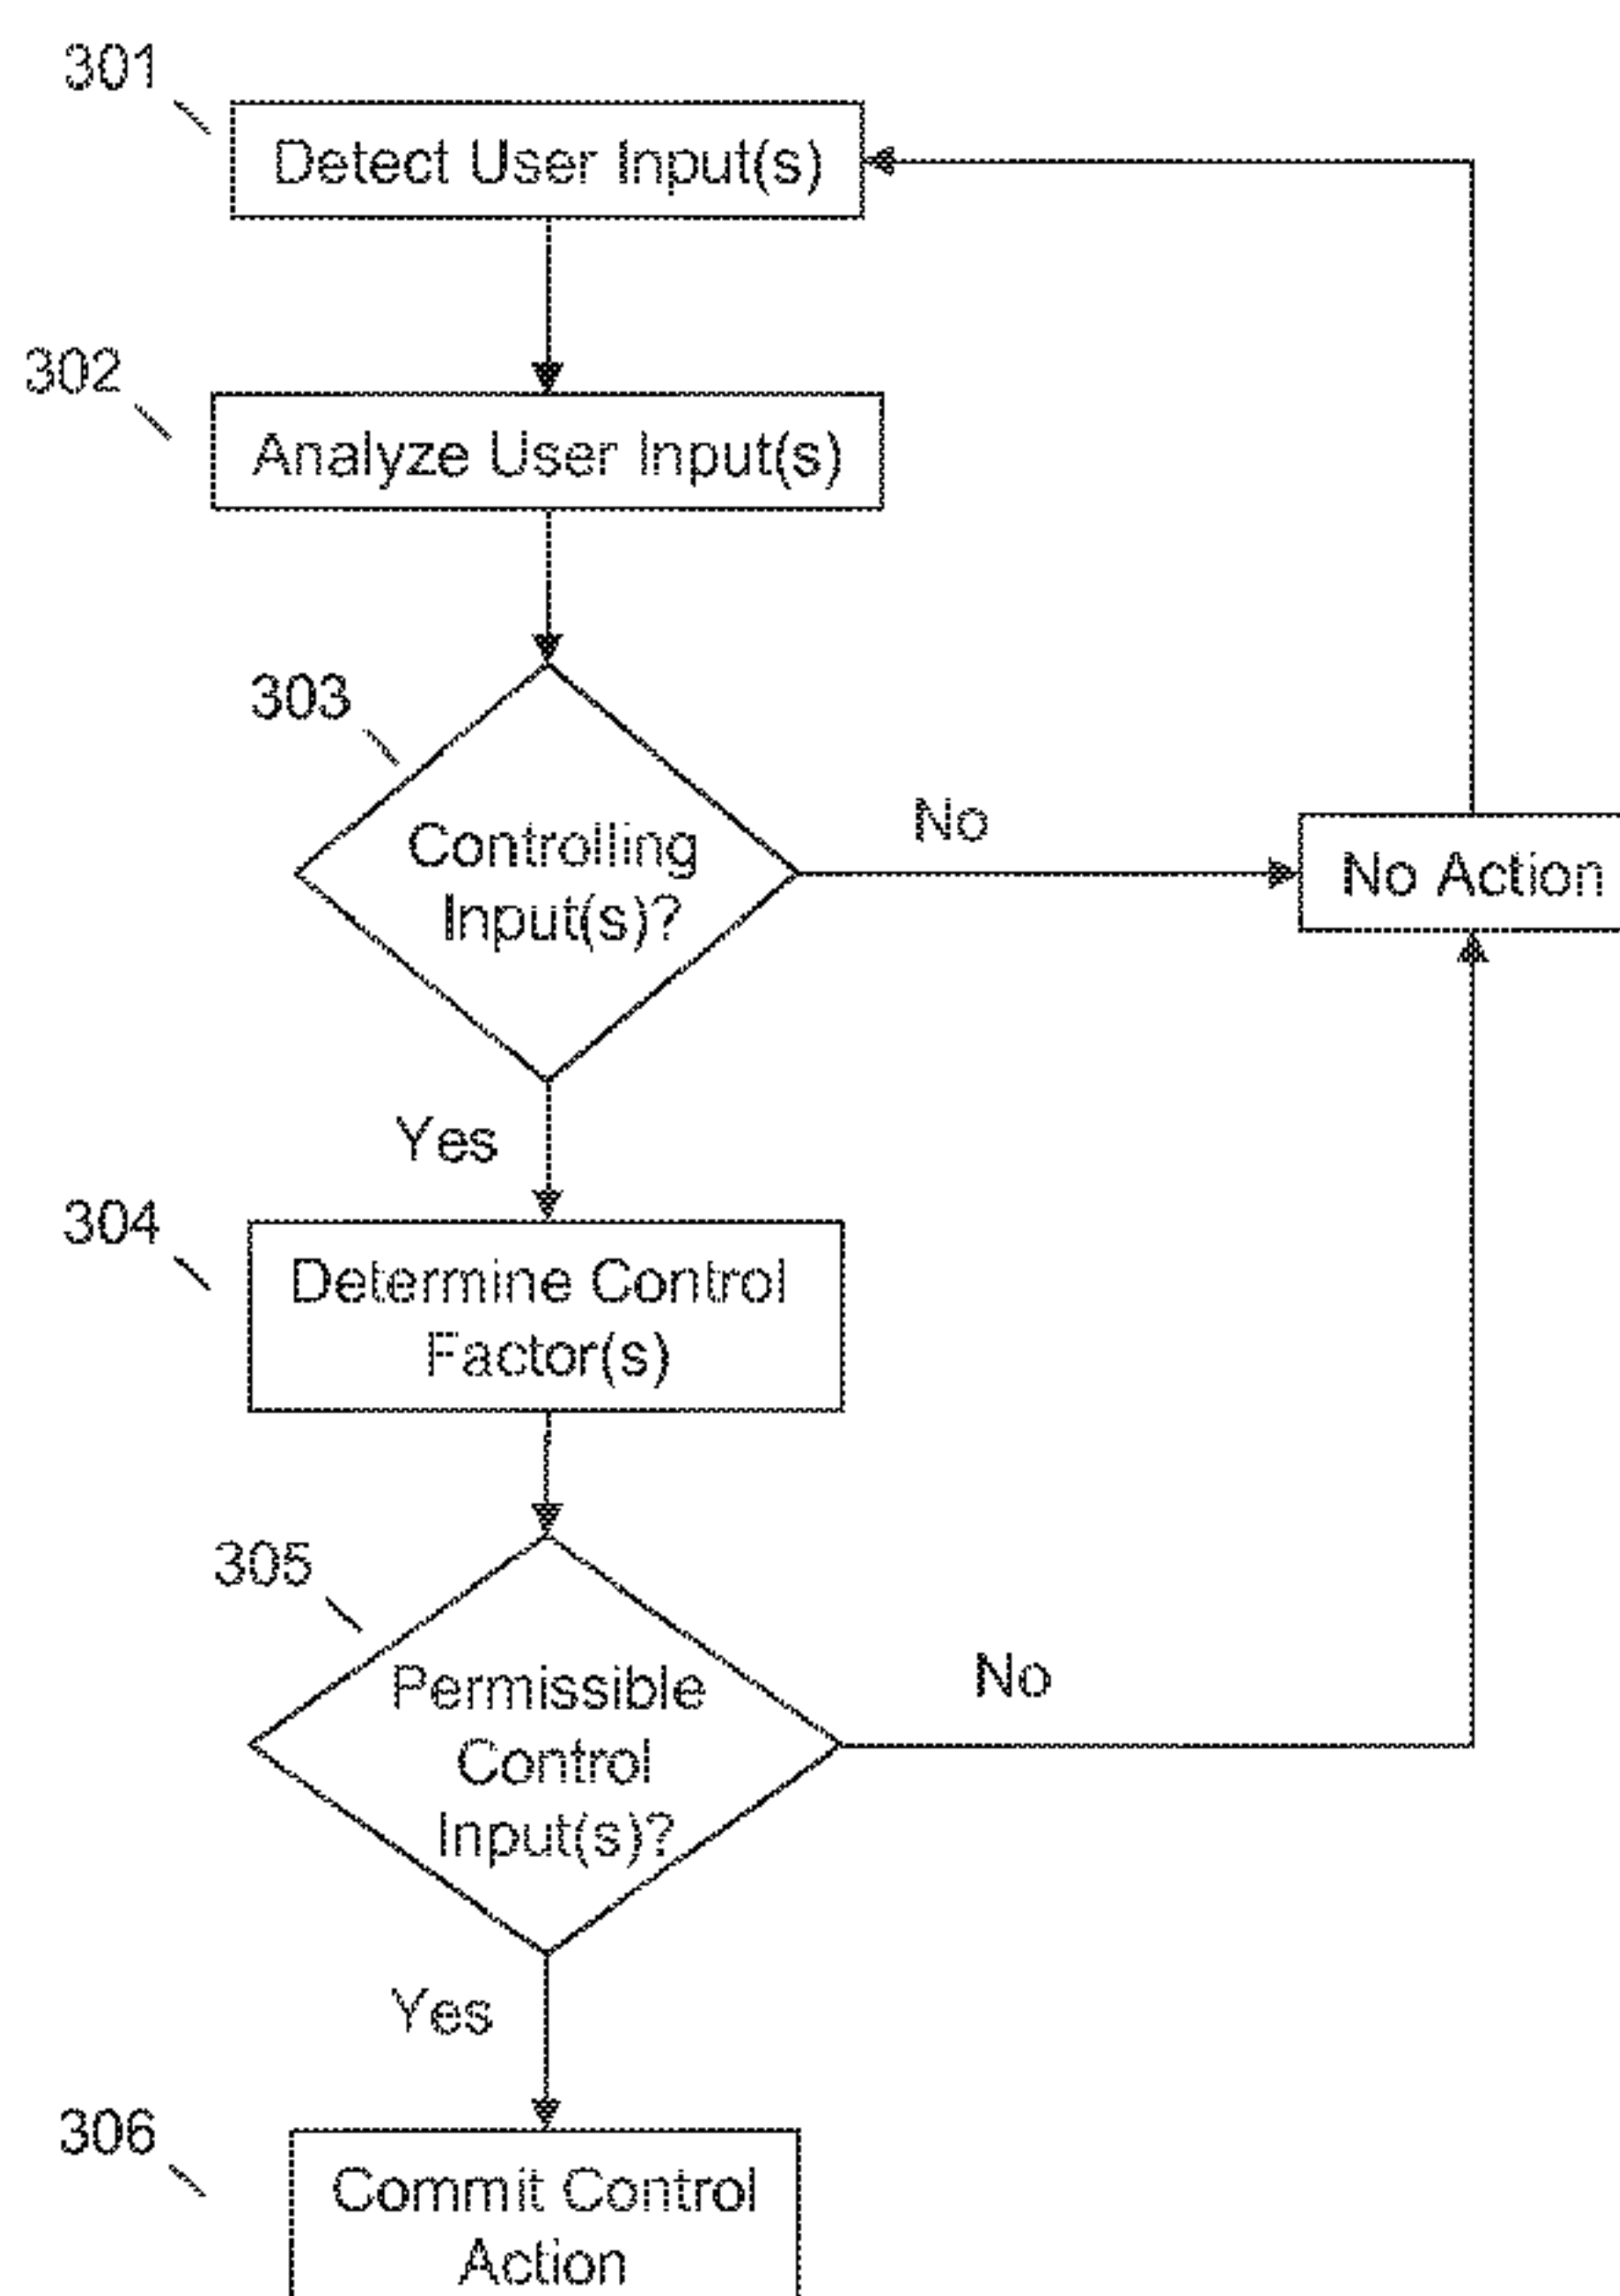 301
Detect User Input(s)
302
Analyze User Input(s)
303
Controlling
Input(s)?
No
No Action
Yes
304
Determine Control
Factor(s)
305
Permissible
Control
Input(s)?
No
Yes
306
Commit Control
Action